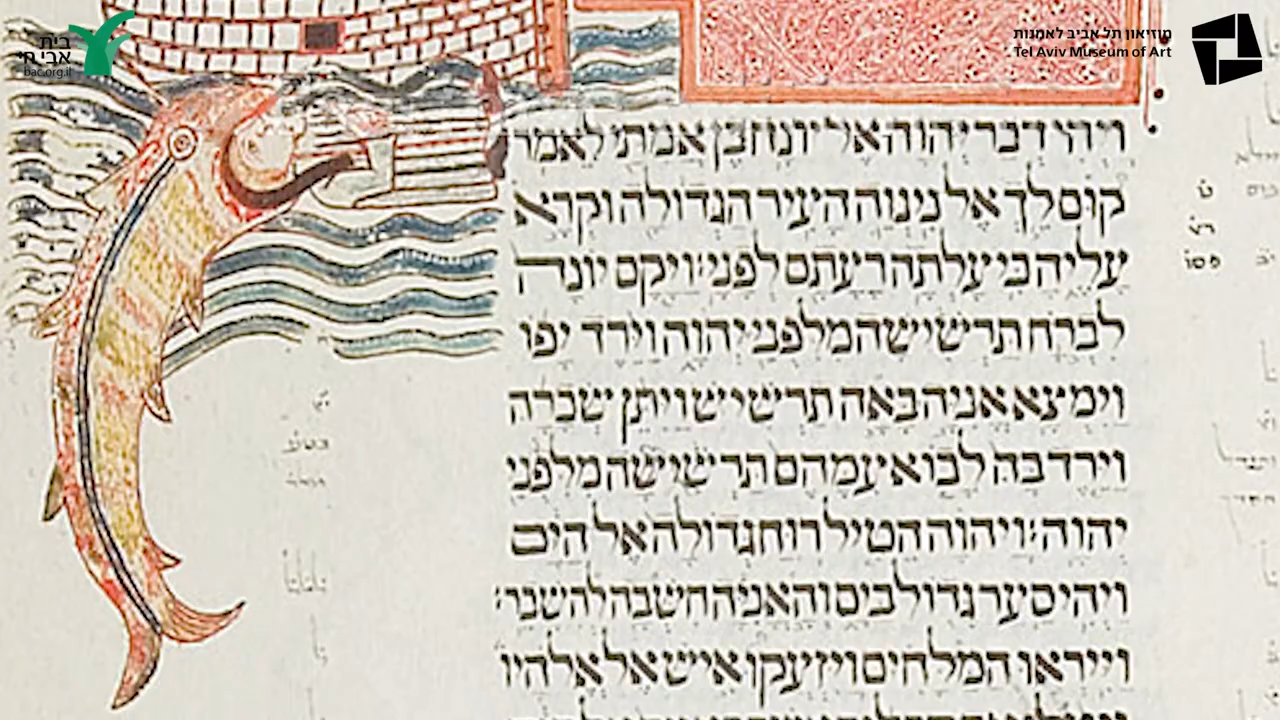 בית
אבי חי
bac.org.il
מוזיאון תל אביב לאמנות
Tel Aviv Museum of Art
ויהי דבר יהוה אל יונה בן אמתי לאמר
קום לך אל נינוה העיר הגדולה וקרא
עליה כי עלתה רעתם לפני׃ ויקם יונה
לברח תרשישה מלפני יהוה וירד יפו
וימצא אניה באה תרשיש ויתן שכרה
וירד בה לבוא עמהם תרשישה מלפני
יהוה׃ ויהוה הטיל רוח גדולה אל הים
ויהי סער גדול בים והאניה חשבה להשבר׃
וייראו המלחים ויזעקו איש אל אלהיו